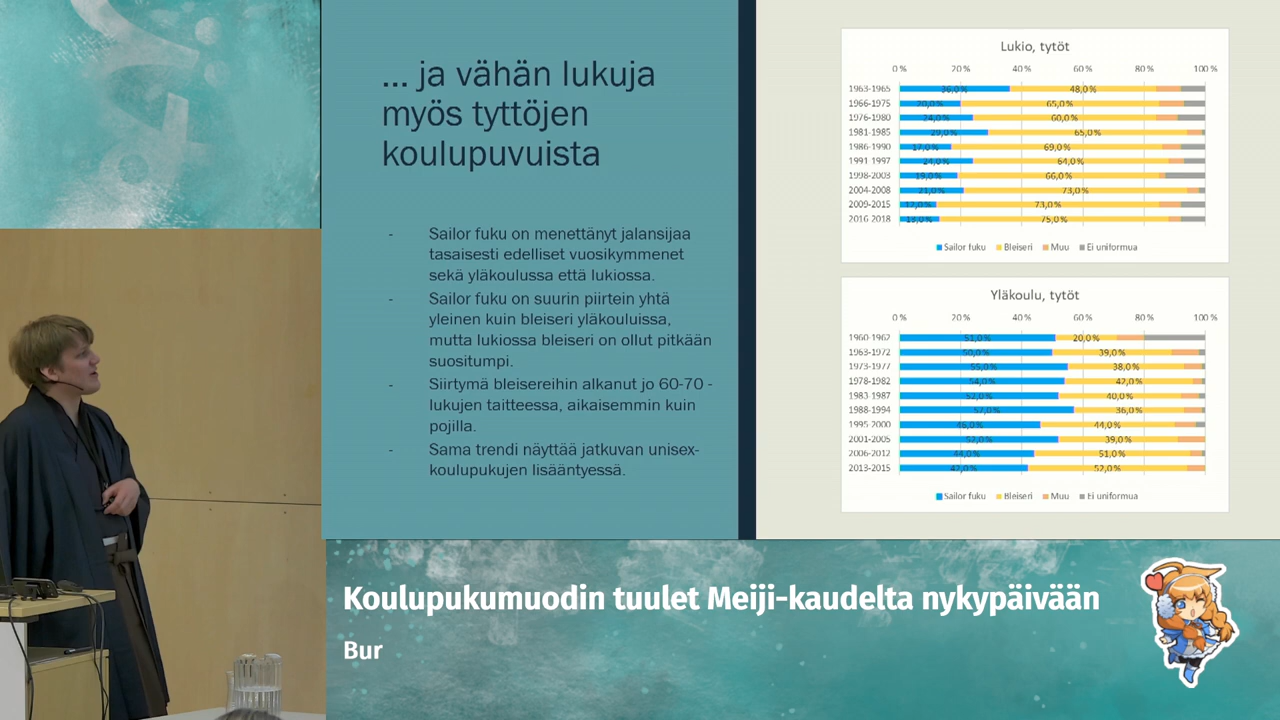 ... ja vähän lukuja
myös tyttöjen
koulupuvuista
- Sailor fuku on menettänyt jalansijaa
tasaisesti edelliset vuosikymmenet
sekä yläkoulussa että lukiossa.
- Sailor fuku on suurin piirtein yhtä
yleinen kuin bleiseri yläkouluissa,
mutta lukiossa bleiseri on ollut pitkään
suositumpi.
- Siirtymä bleisereihin alkanut jo 60-70 -
lukujen taitteessa, aikaisemmin kuin
pojilla.
- Sama trendi näyttää jatkuvan unisex-
koulupukujen lisääntyessä.
Lukio, tytöt
0 % 20 % 40 % 60 % 80 % 100 %
1963-1965 36,0 % 48,0 %
1966-1975 20,0 % 65,0 %
1976-1980 24,0 % 60,0 %
1981-1985 29,0 % 65,0 %
1986-1990 17,0 % 69,0 %
1991-1997 24,0 % 64,0 %
1998-2003 19,0 % 66,0 %
2004-2008 21,0 % 73,0 %
2009-2015 12,0 % 73,0 %
2016-2018 13,0 % 75,0 %
Sailor fuku Bleiseri Muu Ei uniformua
Yläkoulu, tytöt
0 % 20 % 40 % 60 % 80 % 100 %
1960-1962 51,0 % 20,0 %
1963-1972 50,0 % 39,0 %
1973-1977 55,0 % 38,0 %
1978-1982 54,0 % 42,0 %
1983-1987 52,0 % 40,0 %
1988-1994 57,0 % 36,0 %
1995-2000 46,0 % 44,0 %
2001-2005 52,0 % 39,0 %
2006-2012 44,0 % 51,0 %
2013-2015 42,0 % 52,0 %
Sailor fuku Bleiseri Muu Ei uniformua
Koulupukumuodin tuulet Meiji-kaudelta nykypäivään
Bur